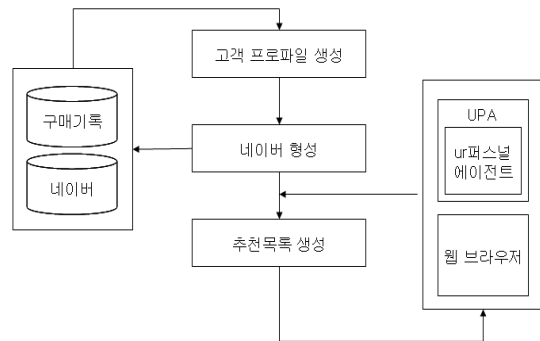 고객 프로파일 생성
구매기록
네이버
네이버 형성
추천목록 생성
UPA
ur퍼스널
에이전트
웹 브라우저